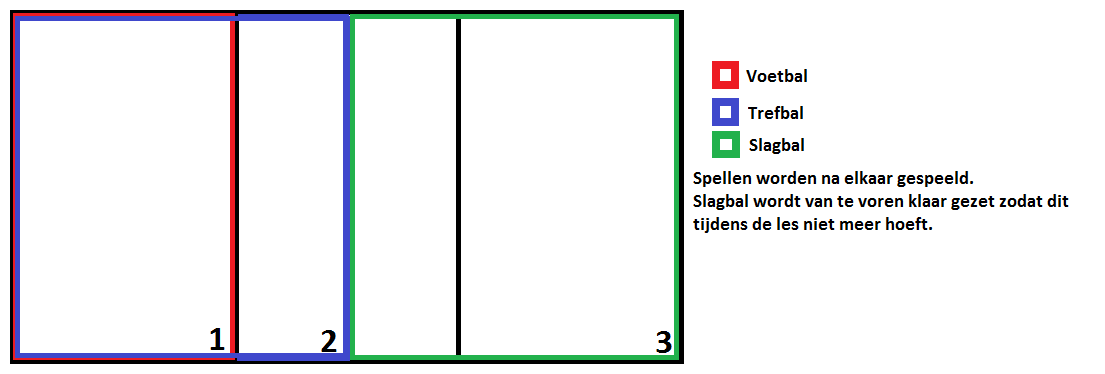 1
2
3
Voetbal
Trefbal
Slagbal
Spellen worden na elkaar gespeeld.
Slagbal wordt van te voren klaar gezet zodat dit
tijdens de les niet meer hoeft.